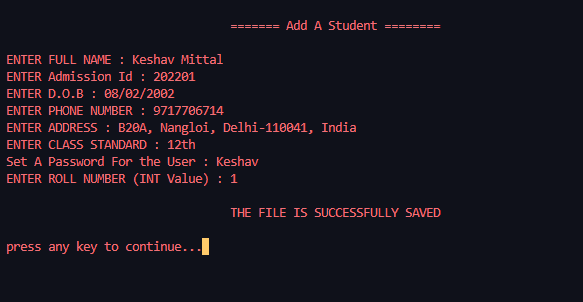 ======= Add A Student ========
ENTER FULL NAME : Keshav Mittal
ENTER Admission Id : 202201
ENTER D.O.B : 08/02/2002
ENTER PHONE NUMBER : 9717706714
ENTER ADDRESS : B20A, Nangloi, Delhi-110041, India
ENTER CLASS STANDARD : 12th
Set A Password For the User : Keshav
ENTER ROLL NUMBER (INT Value) : 1
THE FILE IS SUCCESSFULLY SAVED
press any key to continue...